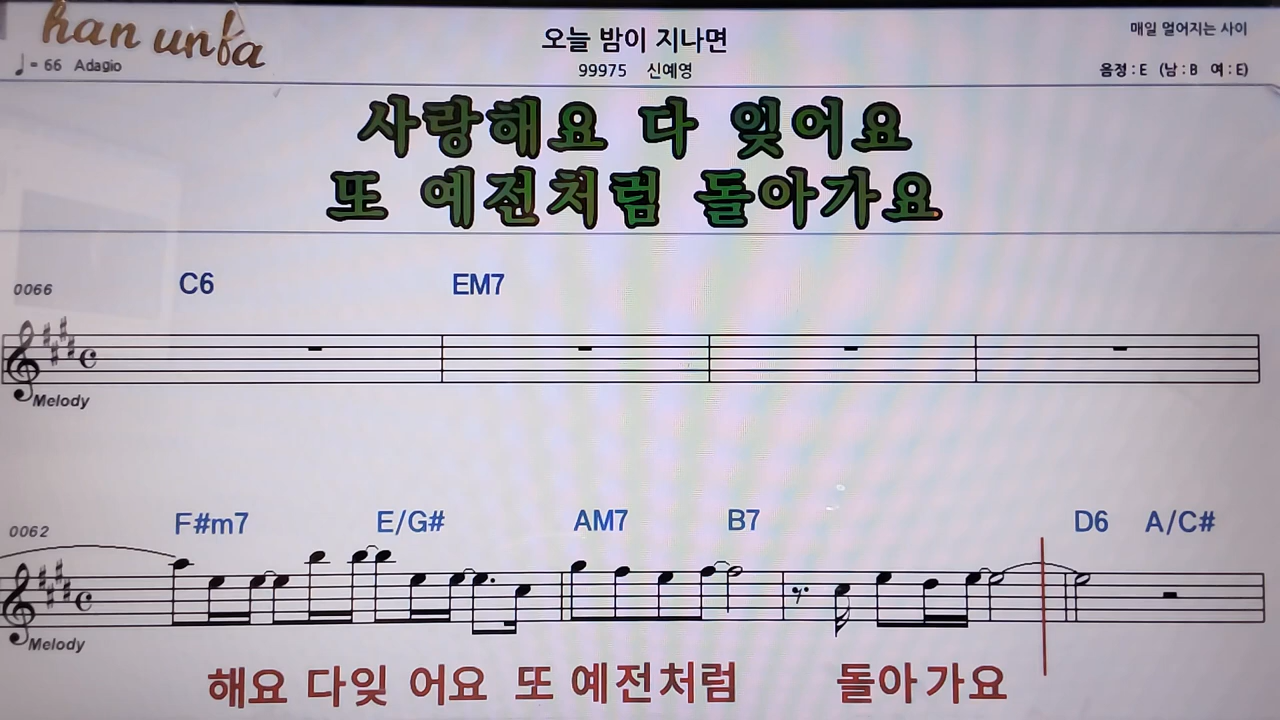 han unfa
오늘 밤이 지나면
매일 멀어지는 사이
♩= 66 Adagio
99975 신예영
음정 : E (남 : B 여 : E)
사랑해요 다 잊어요
또 예전처럼 돌아가요
C6 EM7
0066
Melody
F#m7 E/G# AM7 B7 D6 A/C#
0062
Melody
해요 다잊 어요 또 예전처럼 돌아가요